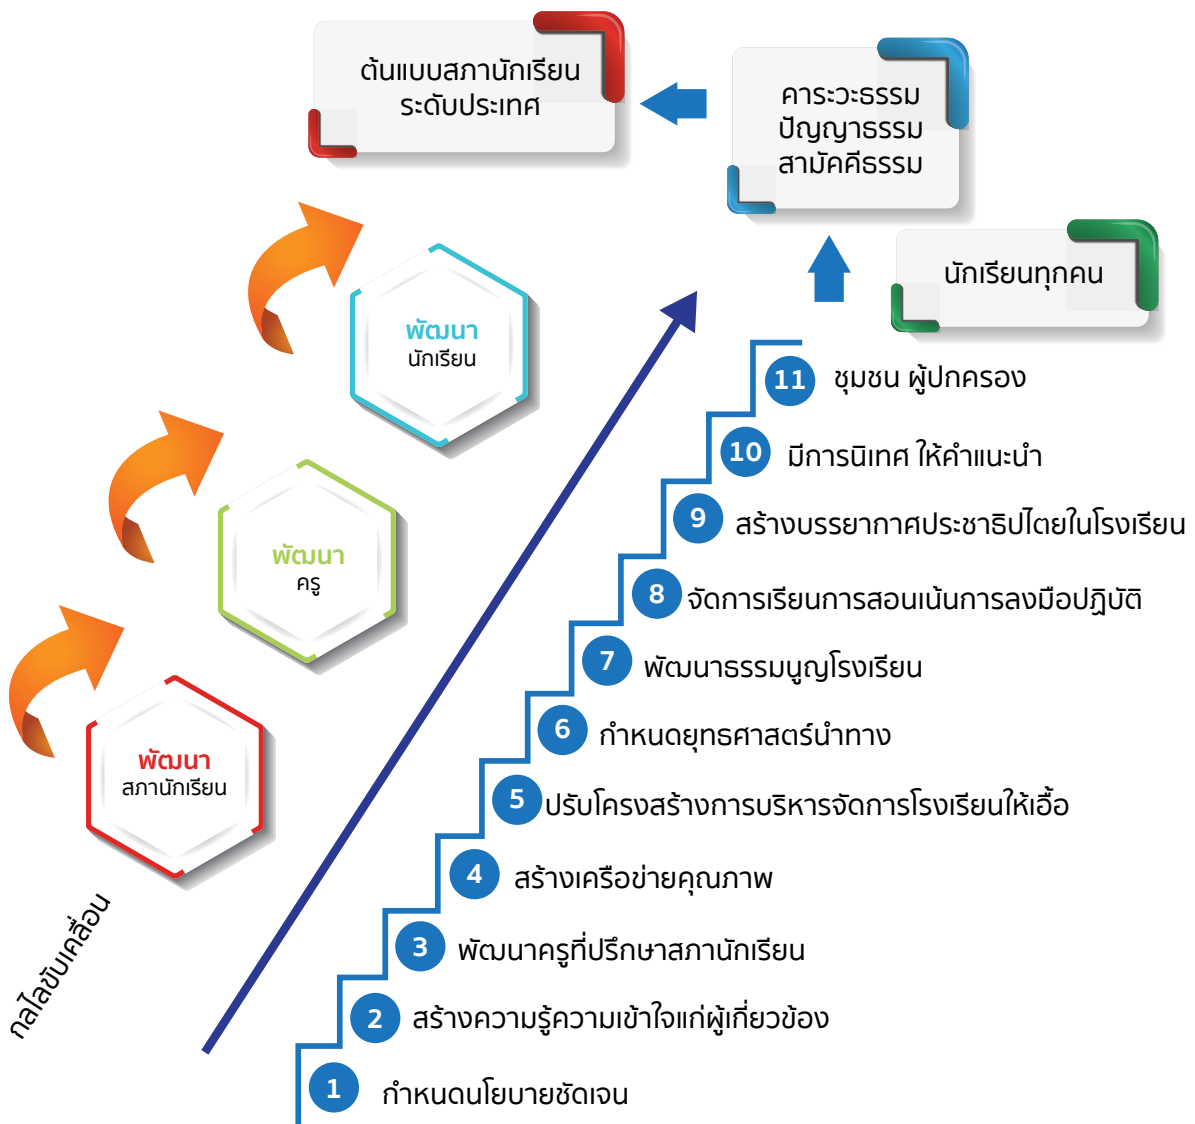 ต้นแบบสภานักเรียน
ระดับประเทศ
คาระวะธรรม
ปัญญาธรรม
สามัคคีธรรม
นักเรียนทุกคน
พัฒนา
นักเรียน
พัฒนา
ครู
พัฒนา
สภานักเรียน
กลไลขับเคลื่อน
11 ชุมชน ผู้ปกครอง
10 มีการนิเทศ ให้คำแนะนำ
9 สร้างบรรยากาศประชาธิปไตยในโรงเรียน
8 จัดการเรียนการสอนเน้นการลงมือปฏิบัติ
7 พัฒนาธรรมนูญโรงเรียน
6 กำหนดยุทธศาสตร์นำทาง
5 ปรับโครงสร้างการบริหารจัดการโรงเรียนให้เอื้อ
4 สร้างเครือข่ายคุณภาพ
3 พัฒนาครูที่ปรึกษาสภานักเรียน
2 สร้างความรู้ความเข้าใจแก่ผู้เกี่ยวข้อง
1 กำหนดนโยบายชัดเจน